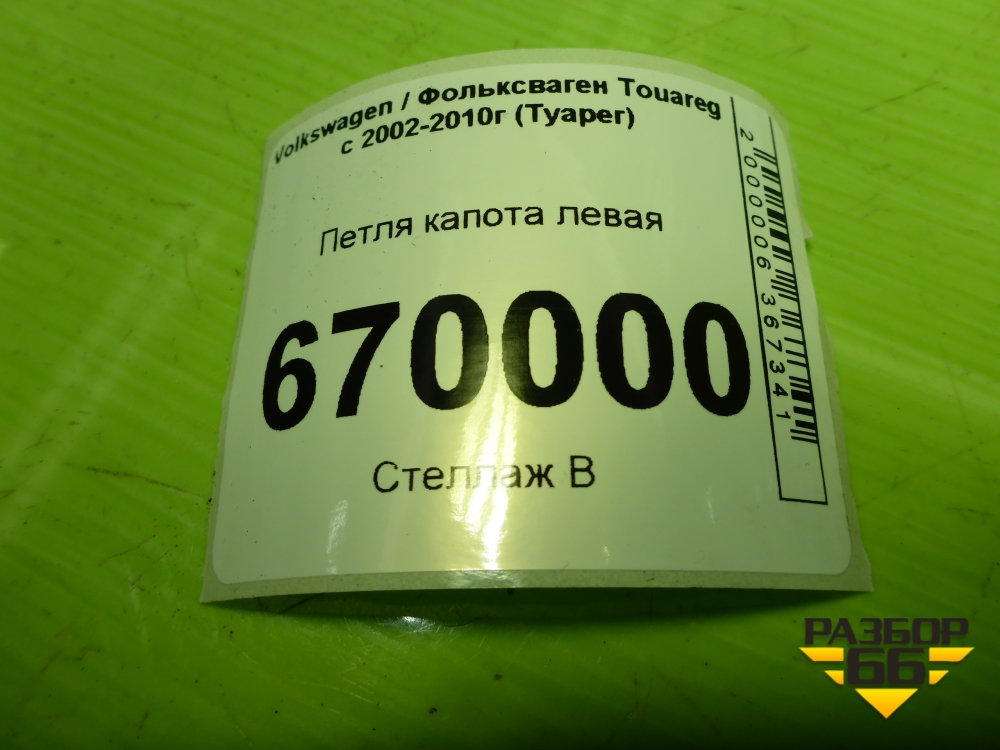 Volkswagen / Фольксваген Touareg
с 2002-2010г (Туарег)
Петля капота левая
670000
Стеллаж В
2000006367341
РАЗБОР
66